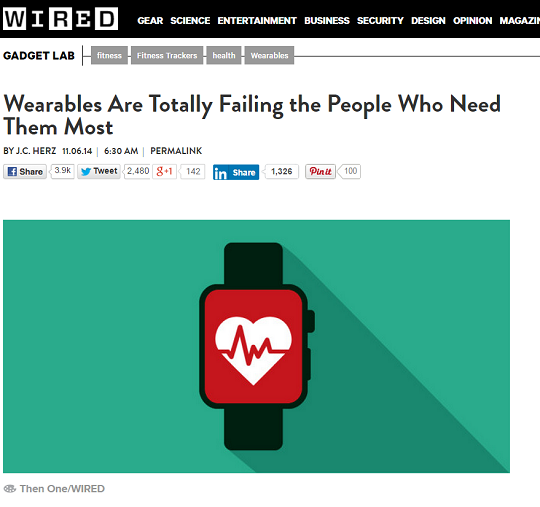 WIRED GEAR SCIENCE ENTERTAINMENT BUSINESS SECURITY DESIGN OPINION MAGAZIN
GADGET LAB fitness Fitness Trackers health Wearables
Wearables Are Totally Failing the People Who Need
Them Most
BY J.C. HERZ 11.06.14 | 6:30 AM | PERMALINK
Share 3.9k Tweet 2,480 g+1 142 in Share 1,326 Pin it 100
Then One/WIRED